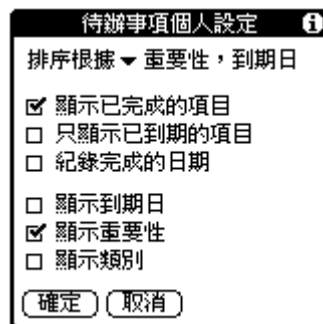 待辦事項個人設定
排序根據 重要性，到期日
顯示已完成的項目
只顯示已到期的項目
紀錄完成的日期
顯示到期日
顯示重要性
顯示類別
確定 取消